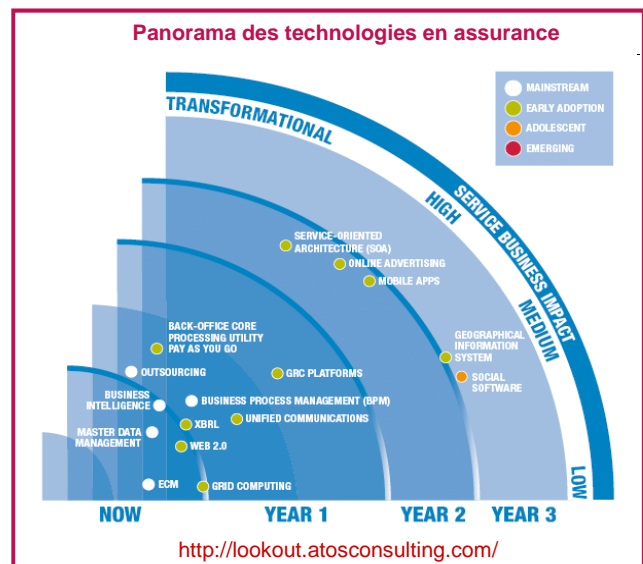 Panorama des technologies en assurance
MAINSTREAM
EARLY ADOPTION
ADOLESCENT
EMERGING
TRANSFORMATIONAL
HIGH
SERVICE BUSINESS IMPACT
MEDIUM
LOW
SERVICE-ORIENTED
ARCHITECTURE (SOA)
ONLINE ADVERTISING
MOBILE APPS
BACK-OFFICE CORE
PROCESSING UTILITY
PAY AS YOU GO
GEOGRAPHICAL
INFORMATION
SYSTEM
OUTSOURCING
GRC PLATFORMS
SOCIAL
SOFTWARE
BUSINESS
INTELLIGENCE
BUSINESS PROCESS MANAGEMENT (BPM)
XBRL
UNIFIED COMMUNICATIONS
MASTER DATA
MANAGEMENT
WEB 2.0
ECM
GRID COMPUTING
NOW
YEAR 1
YEAR 2
YEAR 3
http://lookout.atosconsulting.com/